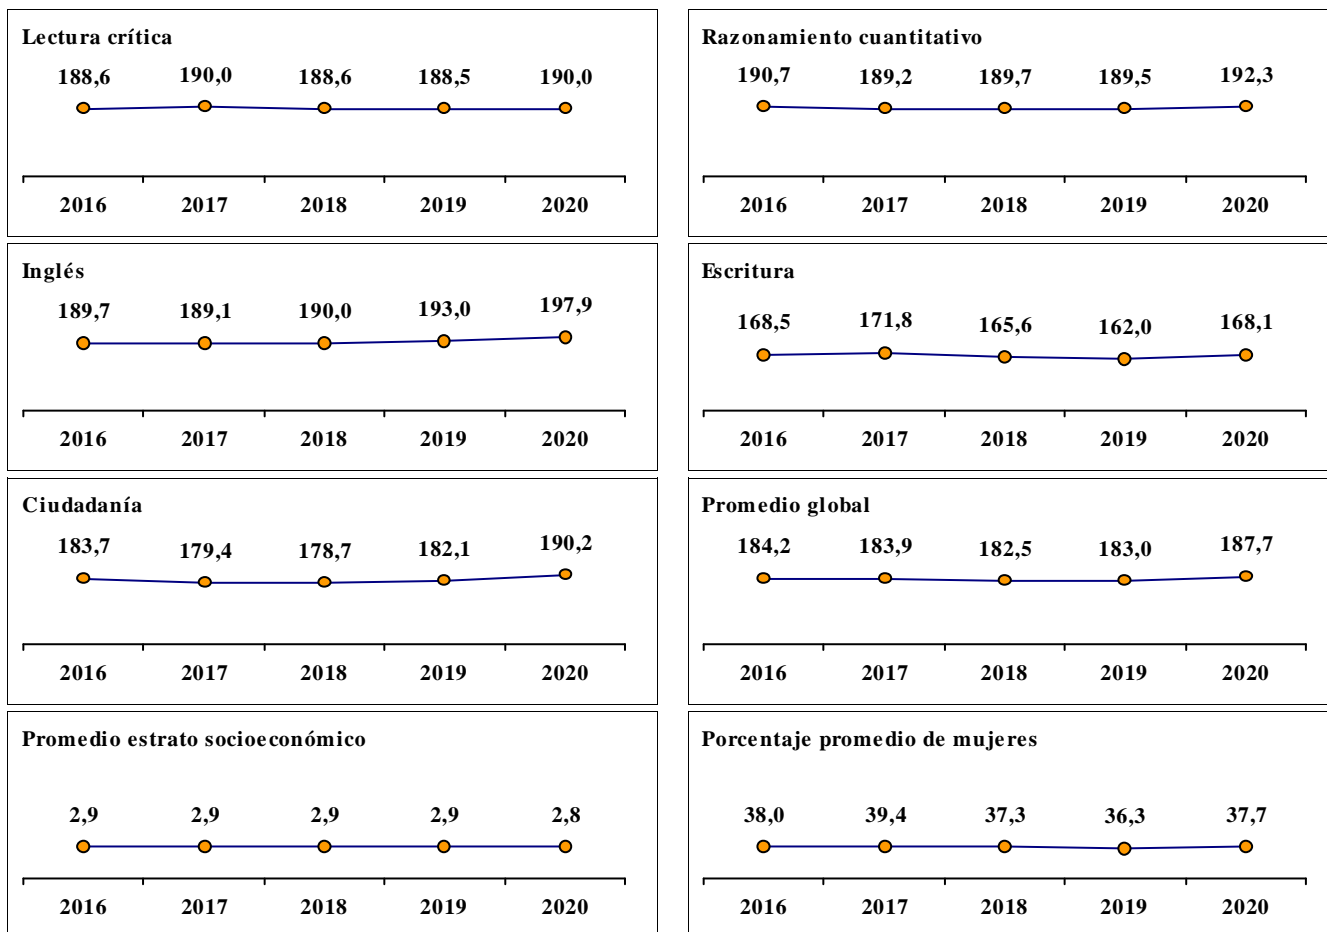 Lectura crítica
188,6 190,0 188,6 188,5 190,0
2016 2017 2018 2019 2020
Razonamiento cuantitativo
190,7 189,2 189,7 189,5 192,3
2016 2017 2018 2019 2020
Inglés
189,7 189,1 190,0 193,0 197,9
2016 2017 2018 2019 2020
Escritura
168,5 171,8 165,6 162,0 168,1
2016 2017 2018 2019 2020
Ciudadanía
183,7 179,4 178,7 182,1 190,2
2016 2017 2018 2019 2020
Promedio global
184,2 183,9 182,5 183,0 187,7
2016 2017 2018 2019 2020
Promedio estrato socioeconómico
2,9 2,9 2,9 2,9 2,8
2016 2017 2018 2019 2020
Porcentaje promedio de mujeres
38,0 39,4 37,3 36,3 37,7
2016 2017 2018 2019 2020